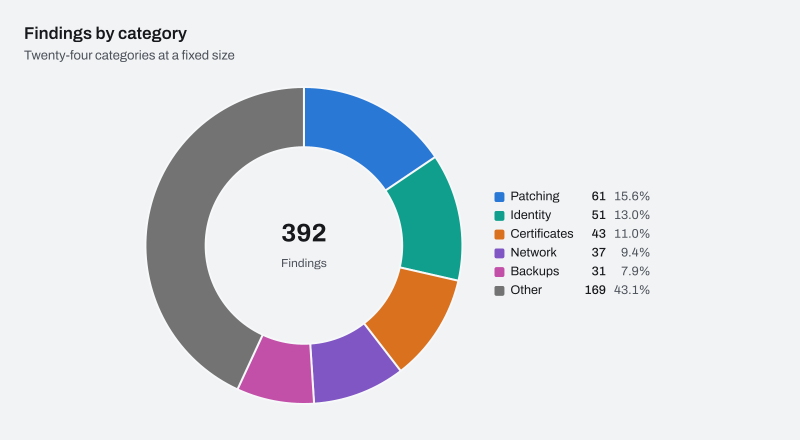 Findings by category
Twenty-four categories at a fixed size
392
Findings
Patching 61 15.6%
Identity 51 13.0%
Certificates 43 11.0%
Network 37 9.4%
Backups 31 7.9%
Other 169 43.1%